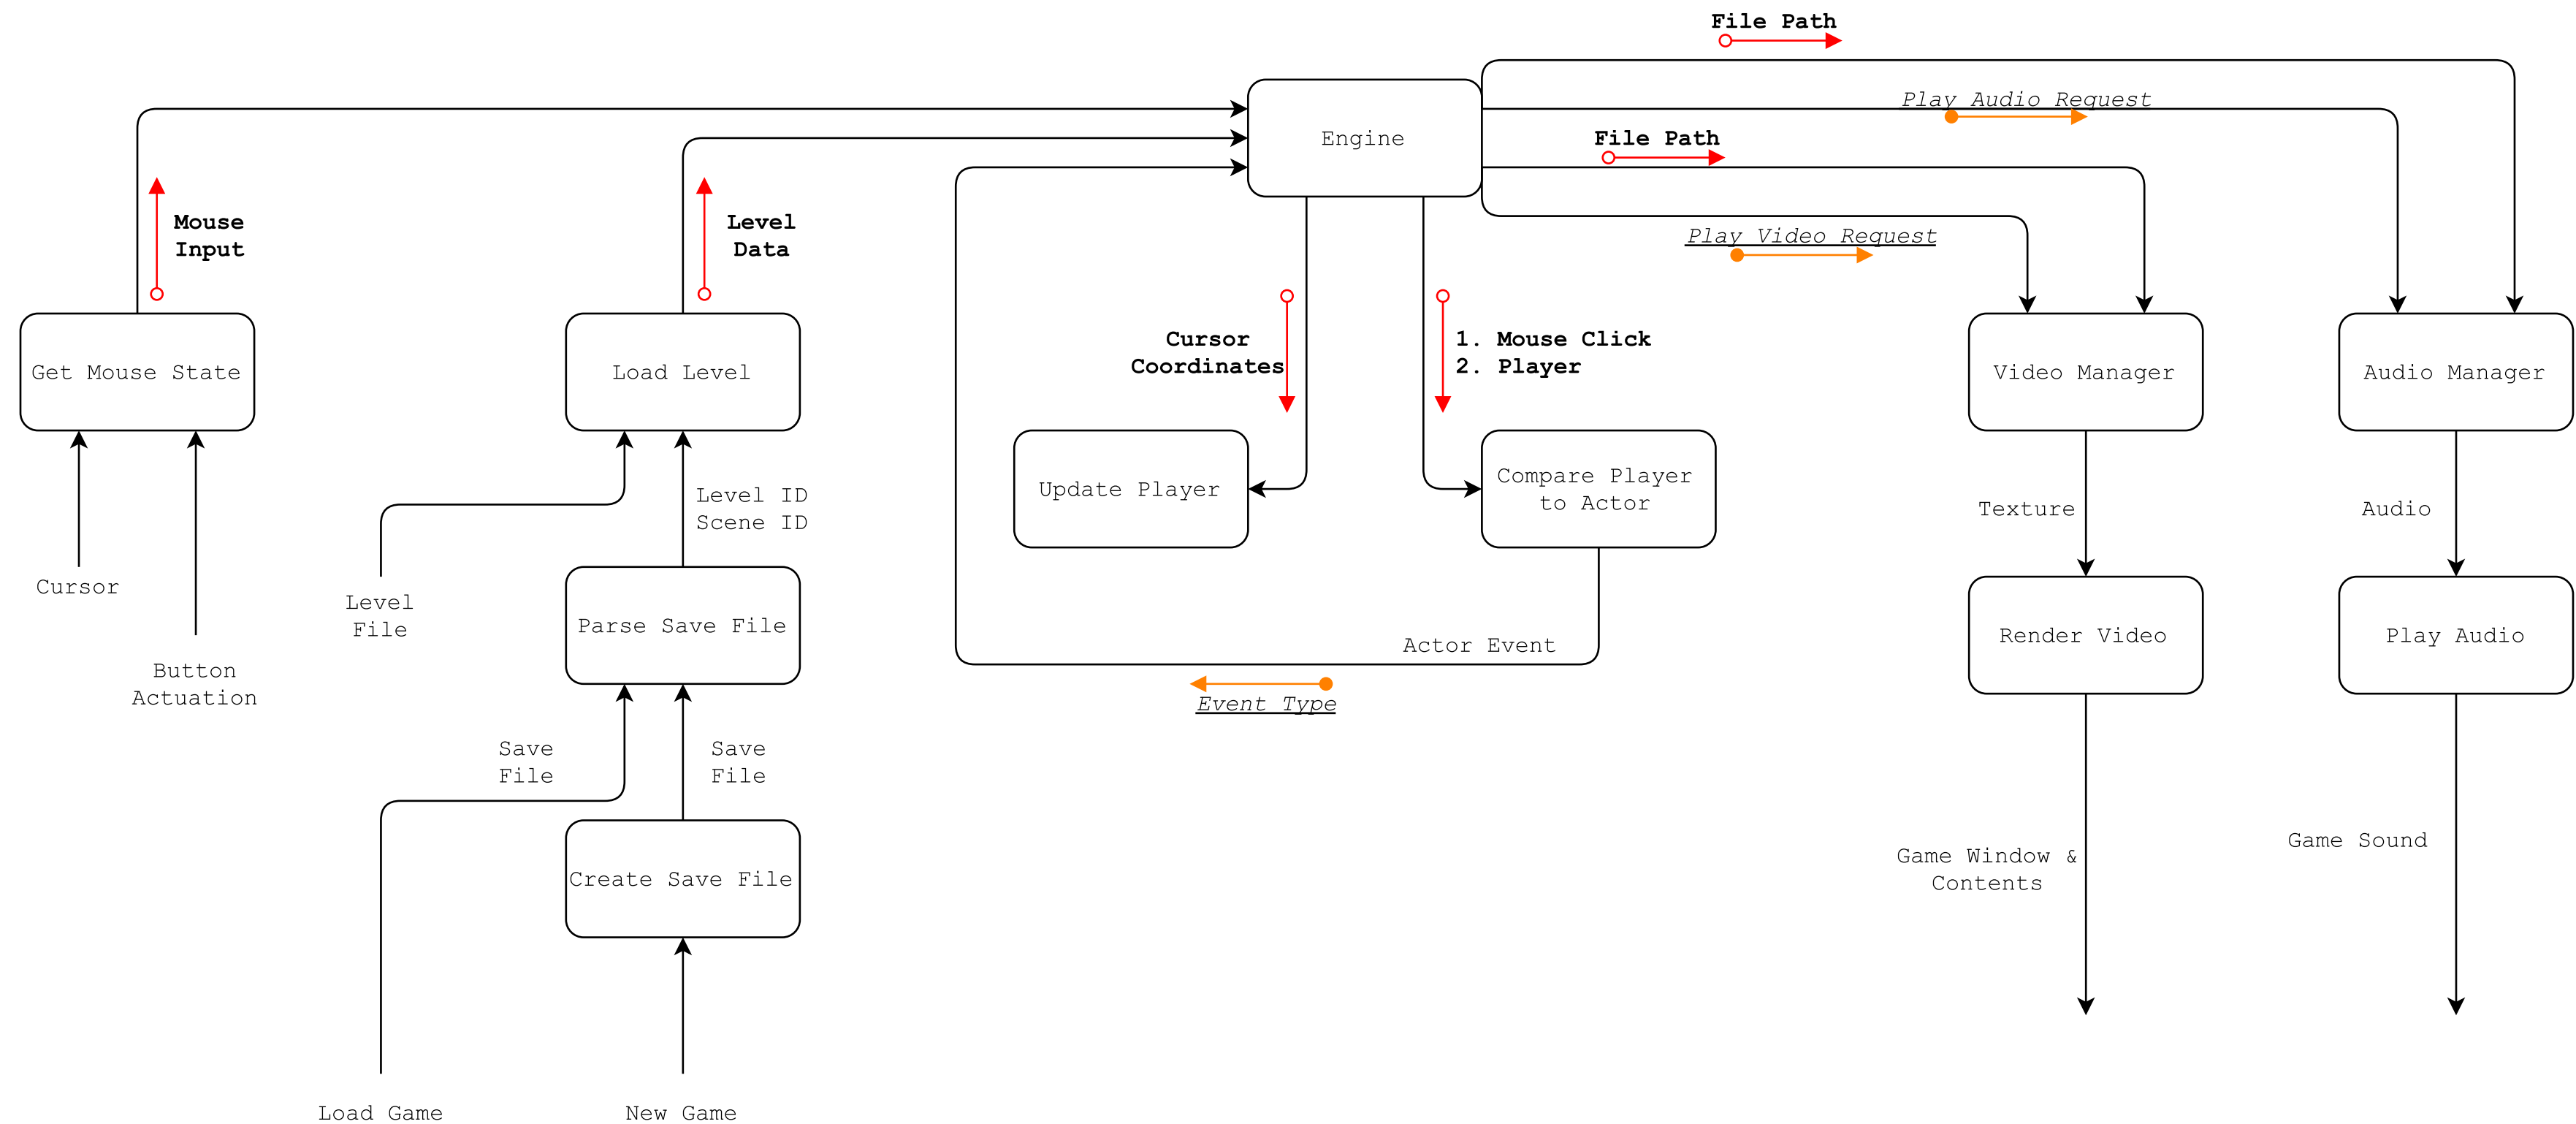 File Path
Play Audio Request
Engine
File Path
Mouse
Input
Level
Data
Play Video Request
Cursor
Coordinates
1. Mouse Click
2. Player
Get Mouse State
Load Level
Video Manager
Audio Manager
Update Player
Compare Player
to Actor
Level ID
Scene ID
Texture
Audio
Cursor
Level
File
Parse Save File
Render Video
Play Audio
Actor Event
Button
Actuation
Event Type
Save
File
Save
File
Game Sound
Game Window &
Contents
Create Save File
Load Game
New Game